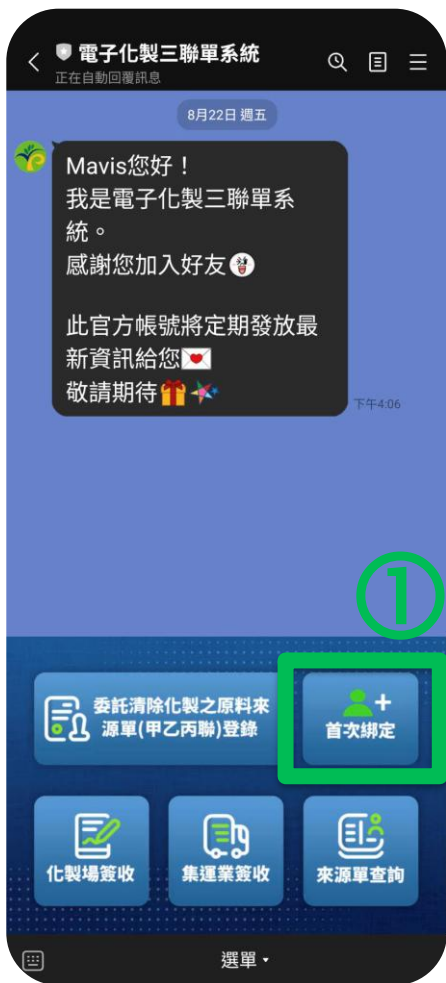 電子化製三聯單系統
正在自動回覆訊息
8月22日 週五
Mavis您好！
我是電子化製三聯單系
統。
感謝您加入好友
此官方帳號將定期發放最
新資訊給您
敬請期待
下午4:06
①
委託清除化製之原料來
源單(甲乙丙聯)登錄
首次綁定
化製場簽收
集運業簽收
來源單查詢
選單